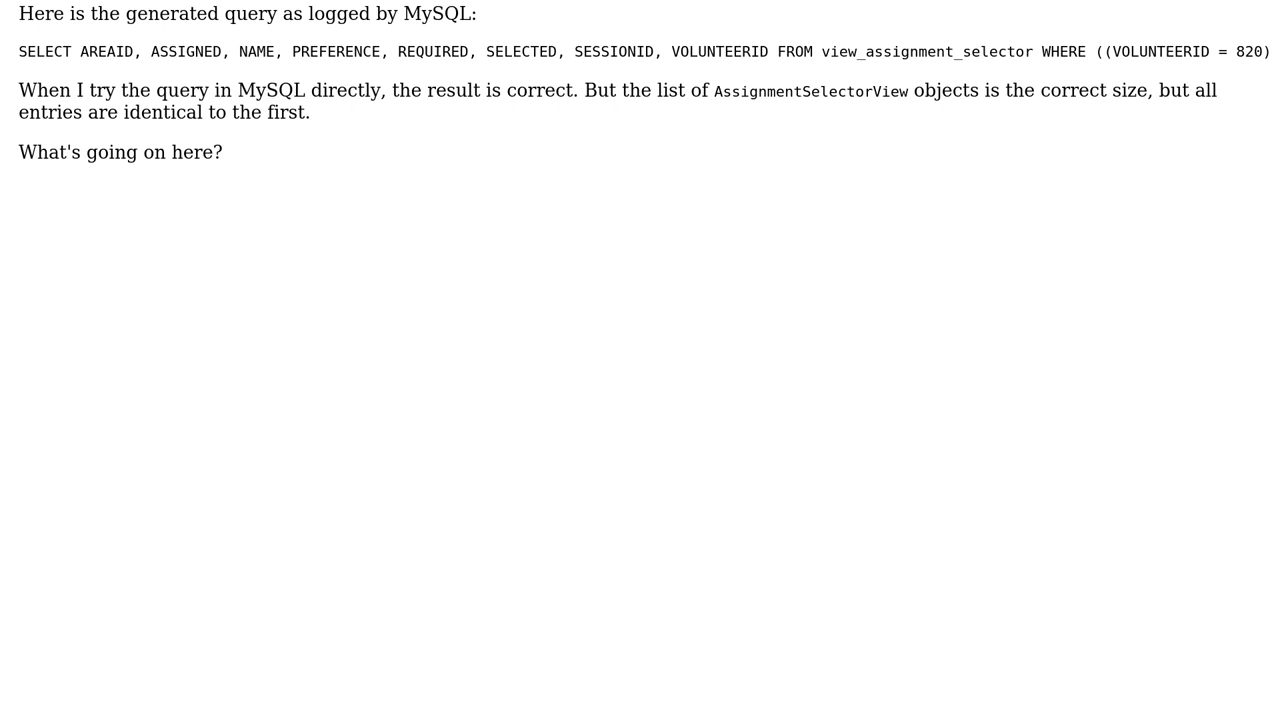 Here is the generated query as logged by MySQL:
SELECT AREAID, ASSIGNED, NAME, PREFERENCE, REQUIRED, SELECTED, SESSIONID, VOLUNTEERID FROM view_assignment_selector WHERE ((VOLUNTEERID = 820)
When I try the query in MySQL directly, the result is correct. But the list of AssignmentSelectorView objects is the correct size, but all
entries are identical to the first.
What's going on here?